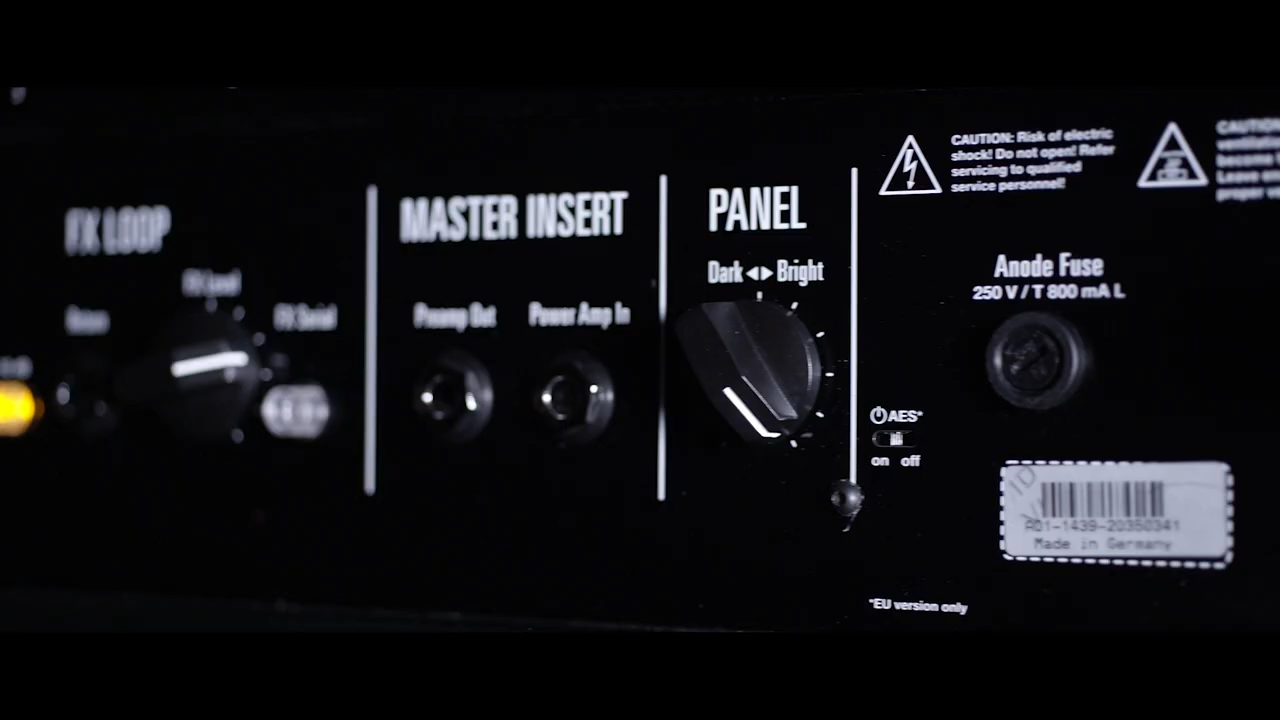 FX LOOP
FX Level
Return
FX Serial
MASTER INSERT
Preamp Out
Power Amp In
PANEL
Dark ◀▶ Bright
CAUTION: Risk of electric
shock! Do not open! Refer
servicing to qualified
service personnel!
CAUTION
Anode Fuse
250 V / T 800 mA L
AES*
on off
A01-1439-20350341
Made in Germany
*EU version only